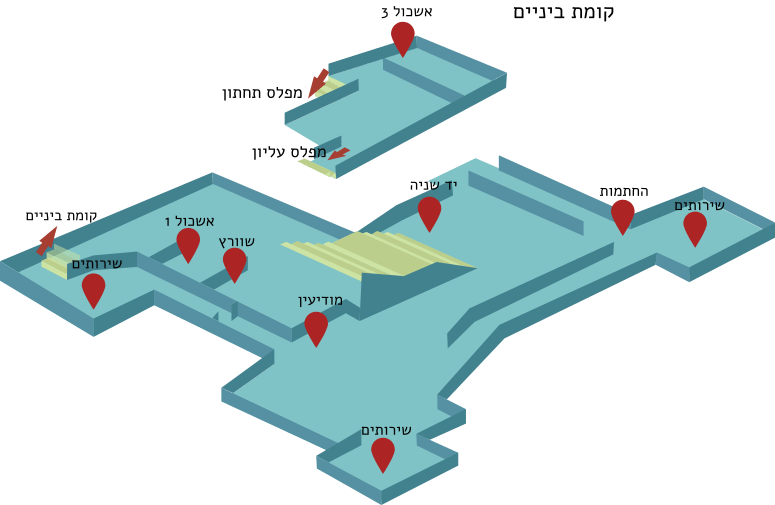 קומת ביניים
אשכול 3
מפלס תחתון
מפלס עליון
יד שניה
החתמות
שירותים
קומת ביניים
אשכול 1
שוורץ
שירותים
מודיעין
שירותים